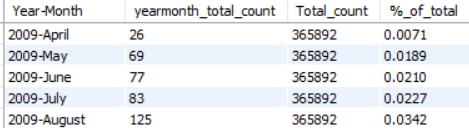 Year-Month yearmonth_total_count Total_count %_of_total
2009-April 26 365892 0.0071
2009-May 69 365892 0.0189
2009-June 77 365892 0.0210
2009-July 83 365892 0.0227
2009-August 125 365892 0.0342